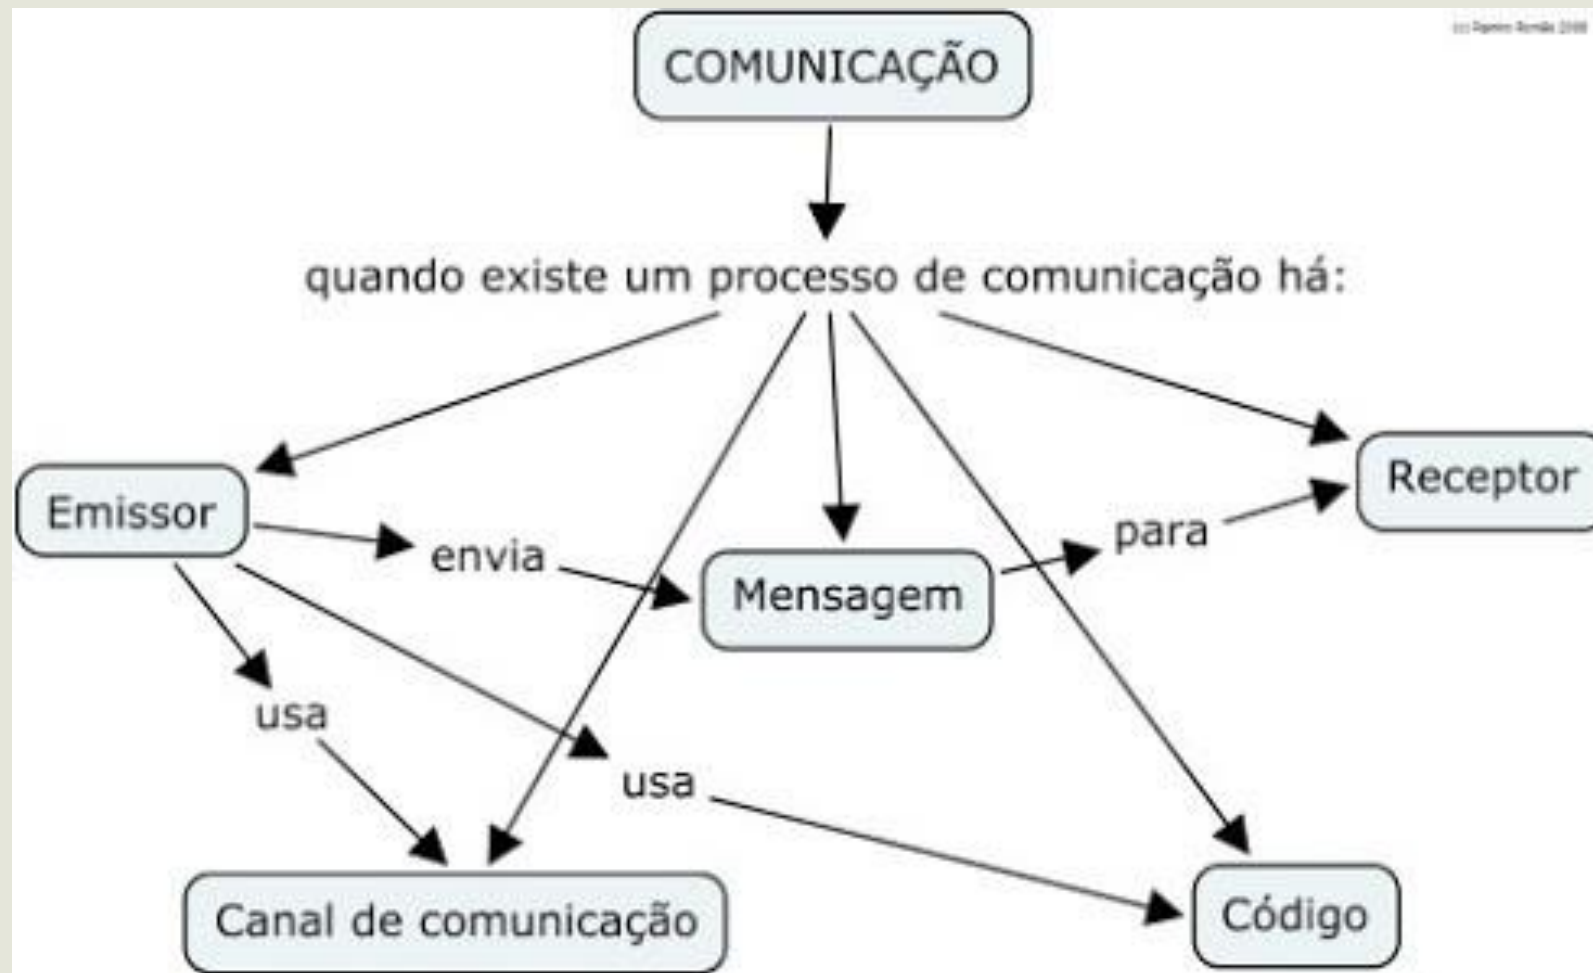 COMUNICAÇÃO
quando existe um processo de comunicação há:
Emissor
envia
Mensagem
para
Receptor
usa
usa
Canal de comunicação
Código